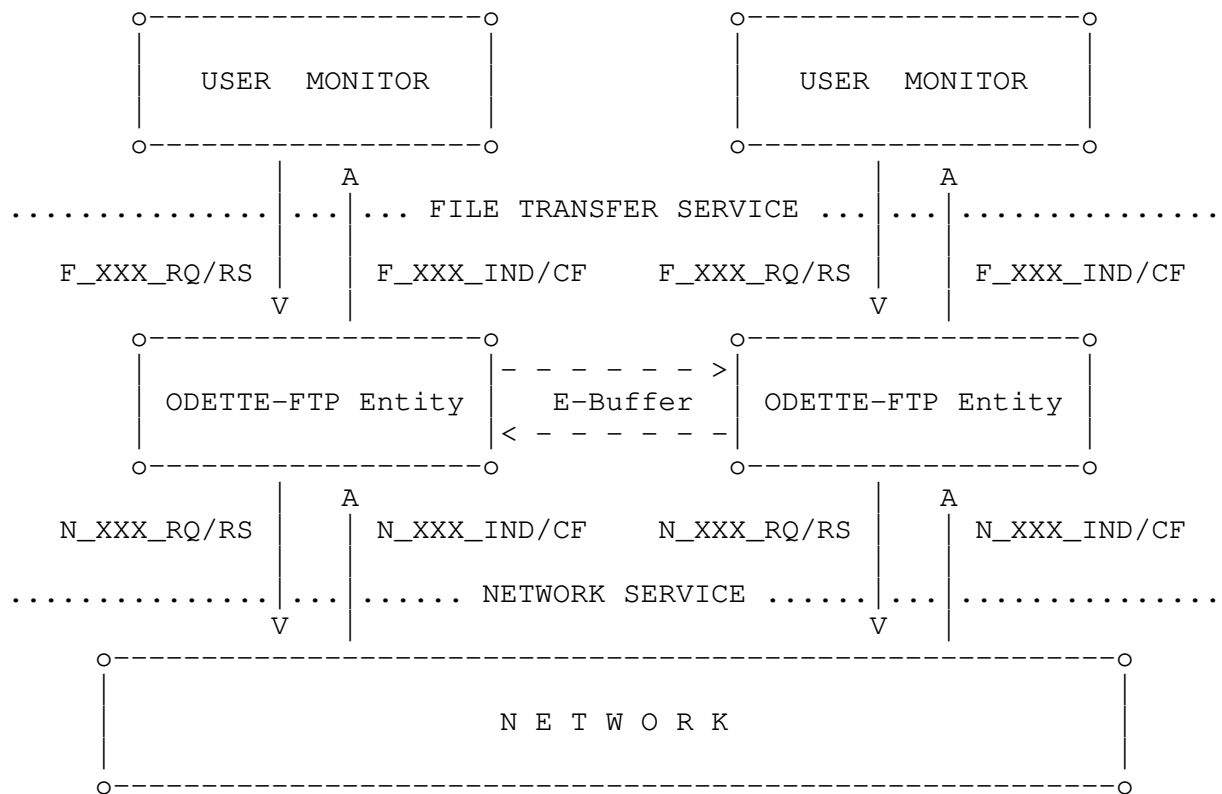 USER MONITOR USER MONITOR
A A
FILE TRANSFER SERVICE
F_XXX_RQ/RS F_XXX_IND/CF F_XXX_RQ/RS F_XXX_IND/CF
V V
ODETTE-FTP Entity E-Buffer ODETTE-FTP Entity
A A
N_XXX_RQ/RS N_XXX_IND/CF N_XXX_RQ/RS N_XXX_IND/CF
NETWORK SERVICE
V V
N E T W O R K